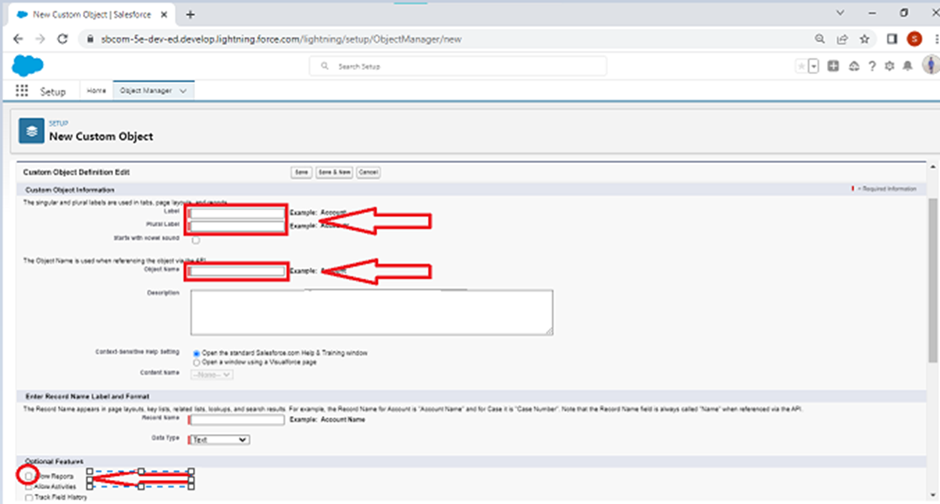 New Custom Object | Salesforce
sbcom-5e-dev-ed.develop.lightning.force.com/lightning/setup/ObjectManager/new
S
Search Setup
Setup Home Object Manager
SETUP
New Custom Object
Custom Object Definition Edit Save Save & New Cancel
Custom Object Information = Required Information
The singular and plural labels are used in tabs, page layouts, and reports.
Label Example: Account
Plural Label Example:
Starts with vowel sound
The Object Name is used when referencing the object via the API.
Object Name Example:
Description
Context-Sensitive Help Setting Open the standard Salesforce.com Help & Training window
Open a window using a Visualforce page
Content Name --None--
Enter Record Name Label and Format
The Record Name appears in page layouts, key lists, related lists, lookups, and search results. For example, the Record Name for Account is "Account Name" and for Case it is "Case Number". Note that the Record Name field is always called "Name" when referenced via the API.
Record Name Example: Account Name
Data Type Text
Optional Features
Allow Reports
Allow Activities
Track Field History